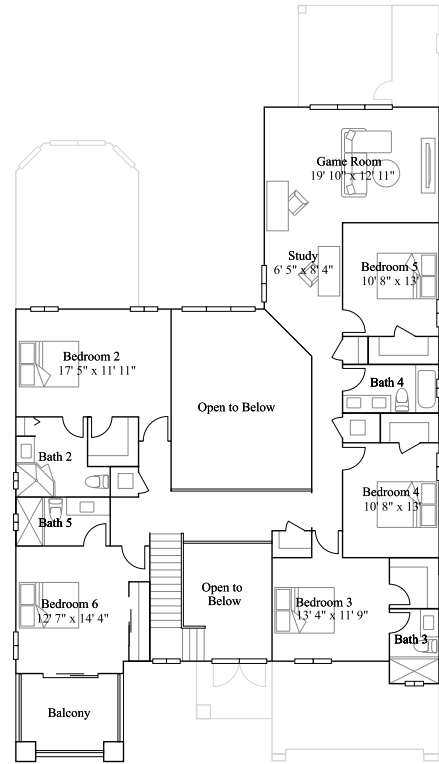 Game Room
19' 10" x 12' 11"
Study
6' 5" x 8' 4"
Bedroom 5
10' 8" x 13'
Bedroom 2
17' 5" x 11' 11"
Bath 4
Open to Below
Bath 2
Bedroom 4
10' 8" x 13'
Bath 5
Open to
Below
Bedroom 6
12' 7" x 14' 4"
Bedroom 3
13' 4" x 11' 9"
Bath 3
Balcony